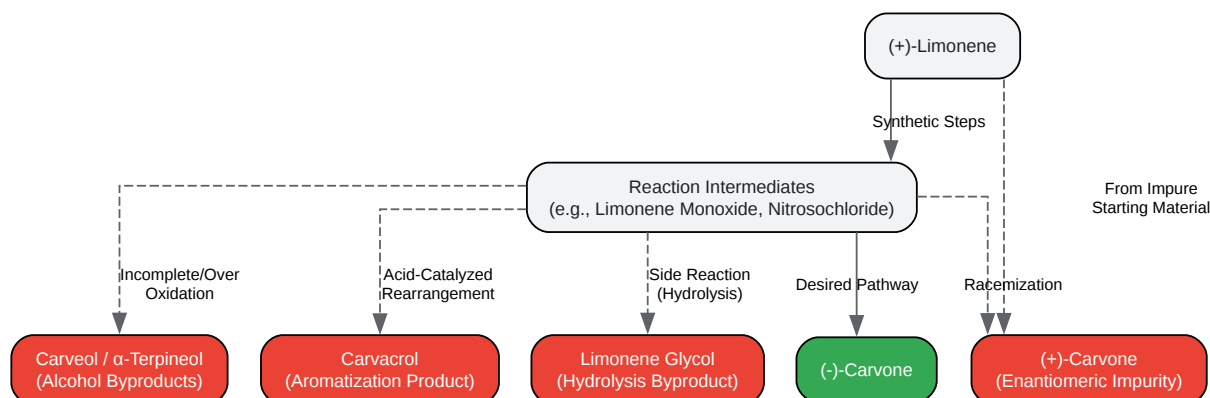 (+)-Limonene
Synthetic Steps
Reaction Intermediates
(e.g., Limonene Monoxide, Nitrosochloride)
From Impure
Starting Material
Incomplete/Over
Oxidation
Acid-Catalyzed
Rearrangement
Side Reaction
(Hydrolysis)
Desired Pathway
Racemization
Carveol / α-Terpineol
(Alcohol Byproducts)
Carvacrol
(Aromatization Product)
Limonene Glycol
(Hydrolysis Byproduct)
(-)-Carvone
(+)-Carvone
(Enantiomeric Impurity)